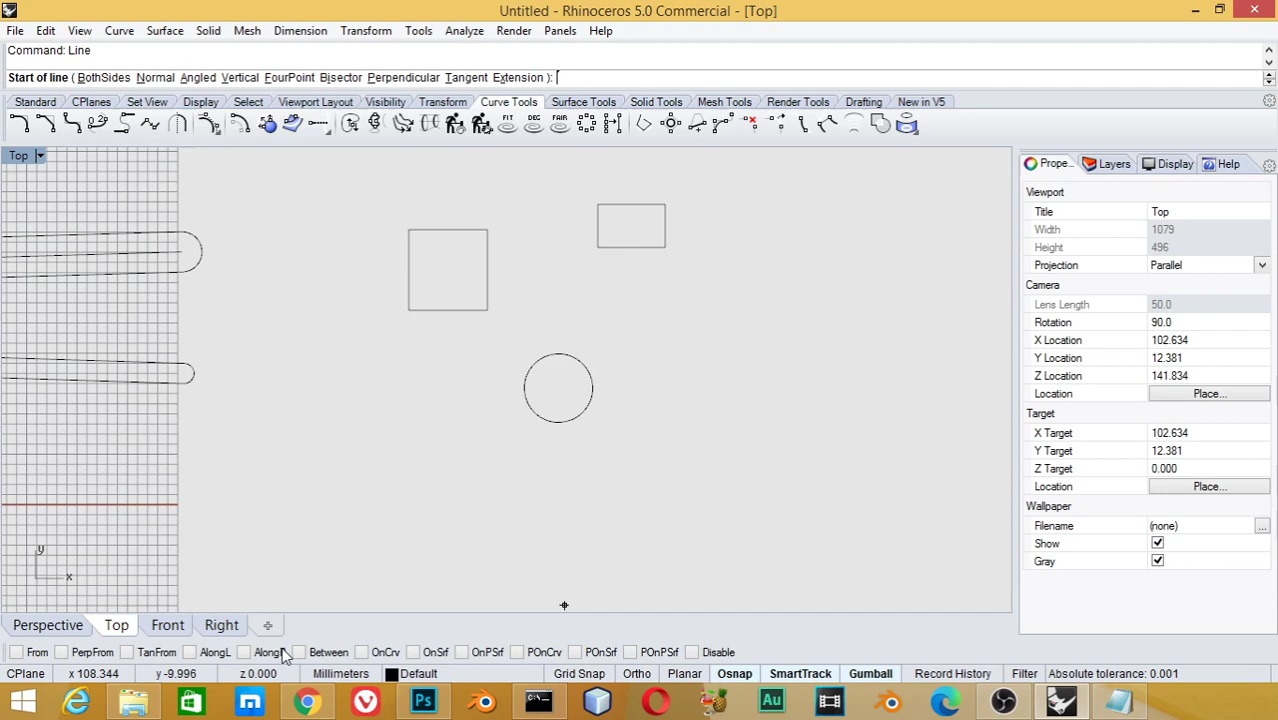 Untitled - Rhinoceros 5.0 Commercial - [Top]
File Edit View Curve Surface Solid Mesh Dimension Transform Tools Analyze Render Panels Help
Command: Line
Start of line ( BothSides Normal Angled Vertical FourPoint Bisector Perpendicular Tangent Extension ):
Standard CPlanes Set View Display Select Viewport Layout Visibility Transform Curve Tools Surface Tools Solid Tools Mesh Tools Render Tools Drafting New in V5
FIT DEG FAIR
Top
Prope... Layers Display Help
Viewport
Title Top
Width 1079
Height 496
Projection Parallel
Camera
Lens Length 50.0
Rotation 90.0
X Location 102.634
Y Location 12.381
Z Location 141.834
Location Place...
Target
X Target 102.634
Y Target 12.381
Z Target 0.000
Location Place...
Wallpaper
Filename (none) ...
Show
Gray
y
x
Perspective Top Front Right
From PerpFrom TanFrom AlongL Along Between OnCrv OnSrf OnPSrf POnCrv POnSrf POnPSrf Disable
CPlane x 108.344 y -9.996 z 0.000 Millimeters Default Grid Snap Ortho Planar Osnap SmartTrack Gumball Record History Filter Absolute tolerance: 0.001
Ps Au